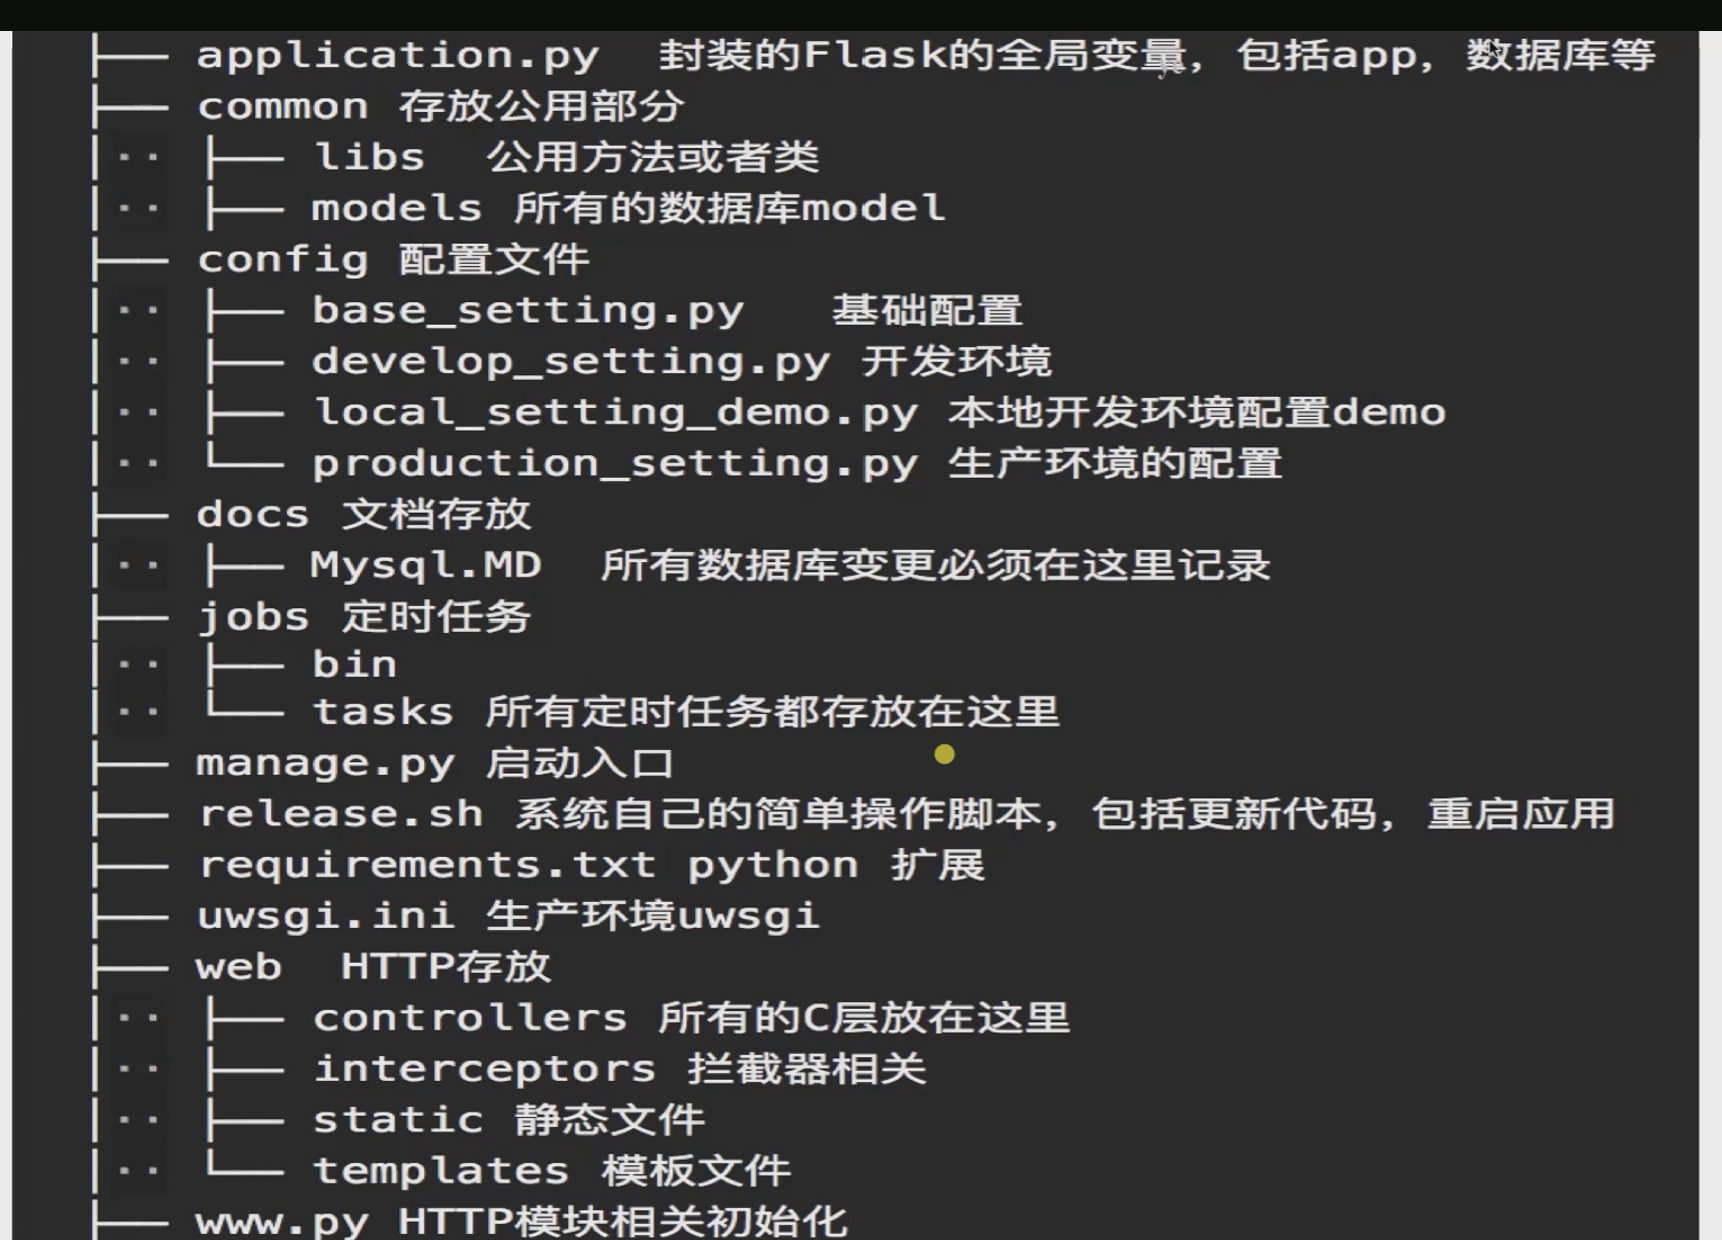 ├── application.py  封装的Flask的全局变量，包括app，数据库等
├── common 存放公用部分
│·· ├── libs  公用方法或者类
│·· ├── models 所有的数据库model
├── config 配置文件
│·· ├── base_setting.py   基础配置
│·· ├── develop_setting.py 开发环境
│·· ├── local_setting_demo.py 本地开发环境配置demo
│·· └── production_setting.py 生产环境的配置
├── docs 文档存放
│·· ├── Mysql.MD  所有数据库变更必须在这里记录
├── jobs 定时任务
│·· ├── bin
│·· └── tasks 所有定时任务都存放在这里
├── manage.py 启动入口
├── release.sh 系统自己的简单操作脚本，包括更新代码，重启应用
├── requirements.txt python 扩展
├── uwsgi.ini 生产环境uwsgi
├── web  HTTP存放
│·· ├── controllers 所有的C层放在这里
│·· ├── interceptors 拦截器相关
│·· ├── static 静态文件
│·· └── templates 模板文件
├── www.py HTTP模块相关初始化